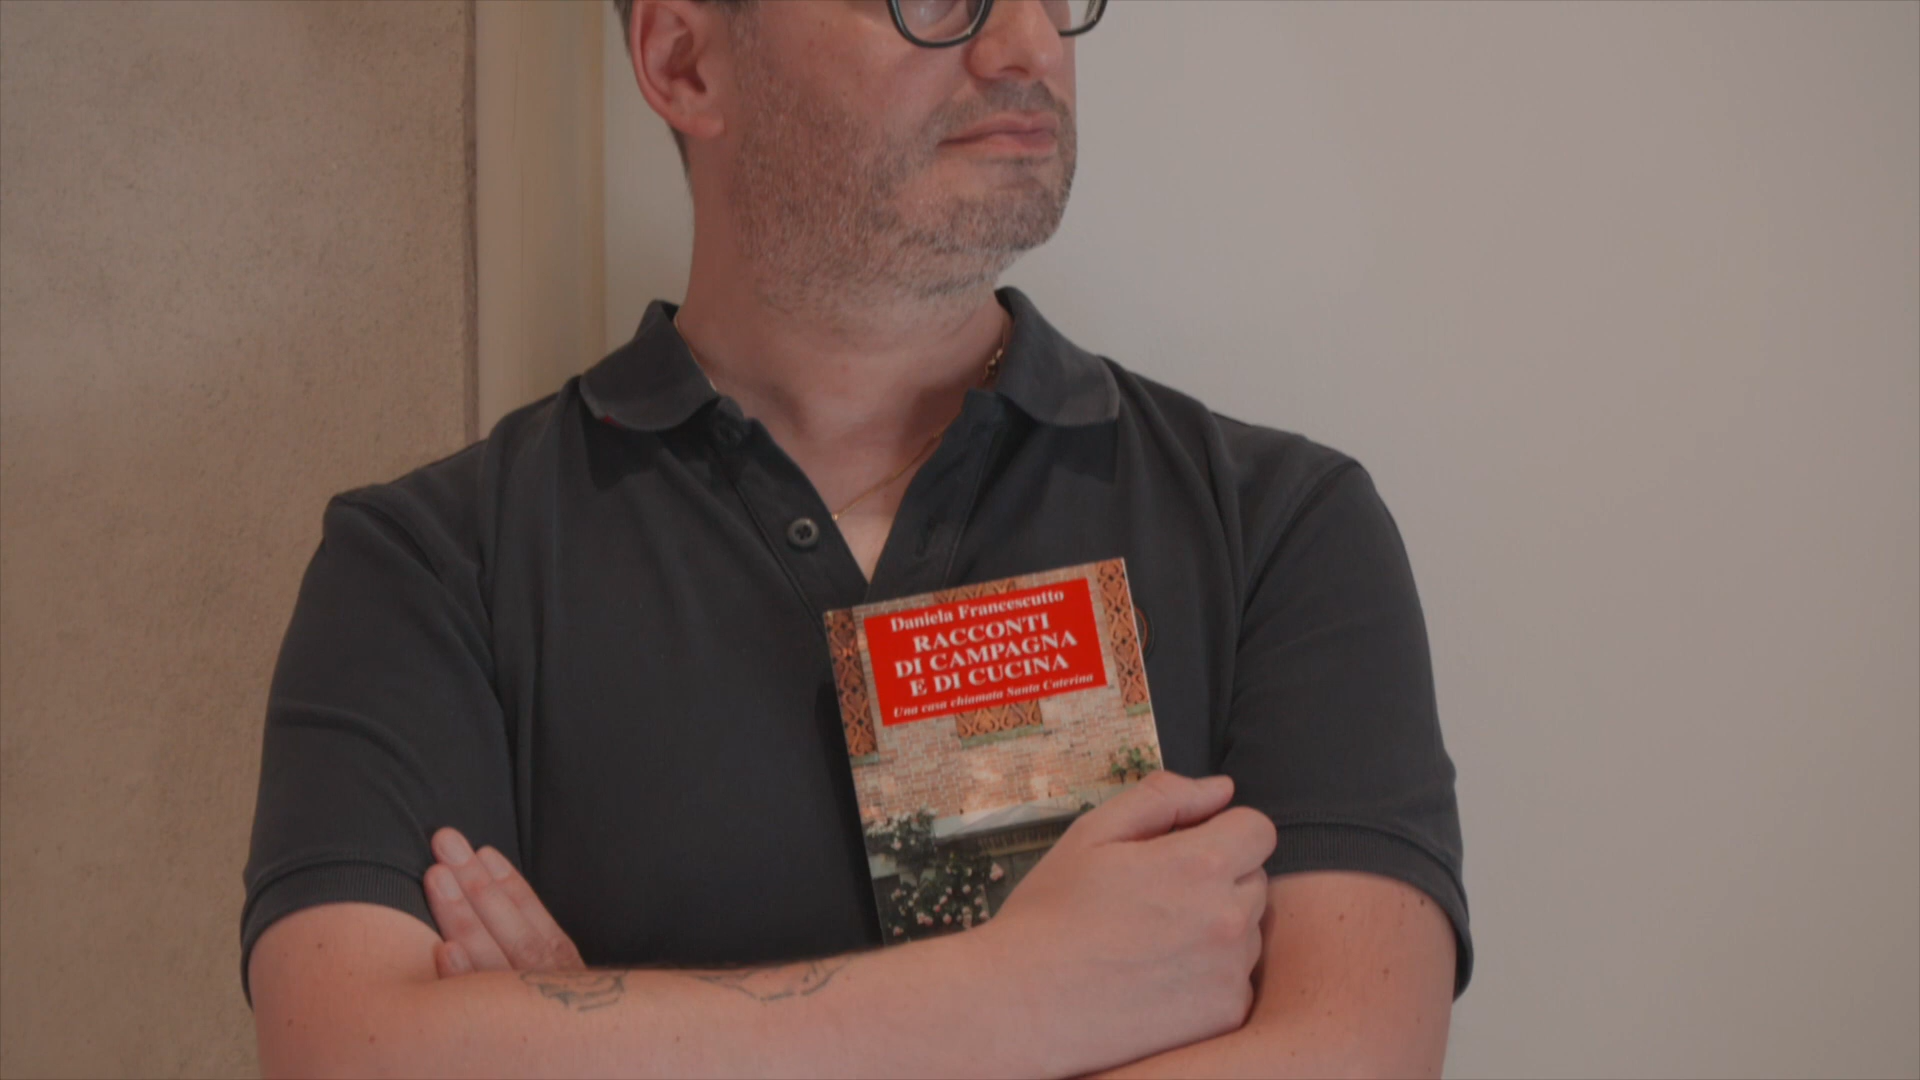 Daniela Francescutto
RACCONTI
DI CAMPAGNA
E DI CUCINA
Una casa chiamata Santa Caterina